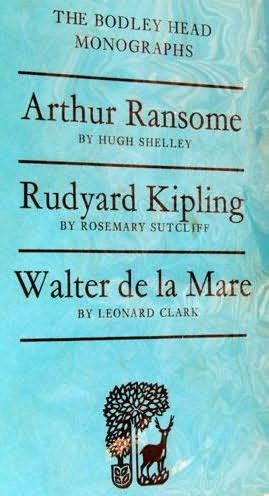 THE BODLEY HEAD
MONOGRAPHS
Arthur Ransome
BY HUGH SHELLEY
Rudyard Kipling
BY ROSEMARY SUTCLIFF
Walter de la Mare
BY LEONARD CLARK